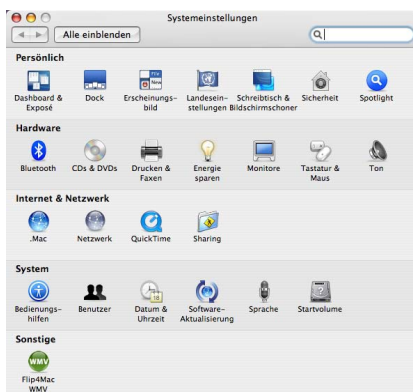 Systemeinstellungen
Alle einblenden
Persönlich
Dashboard & Exposé
Dock
Erscheinungs-
bild
Landesein-
stellungen
Schreibtisch &
Bildschirmschoner
Sicherheit
Spotlight
Hardware
Bluetooth
CDs & DVDs
Drucken &
Faxen
Energie
sparen
Monitore
Tastatur &
Maus
Ton
Internet & Netzwerk
.Mac
Netzwerk
QuickTime
Sharing
System
Bedienungs-
hilfen
Benutzer
Datum &
Uhrzeit
18
Software-
Aktualisierung
Sprache
Startvolume
Sonstige
WMV
Flip4Mac
WMV